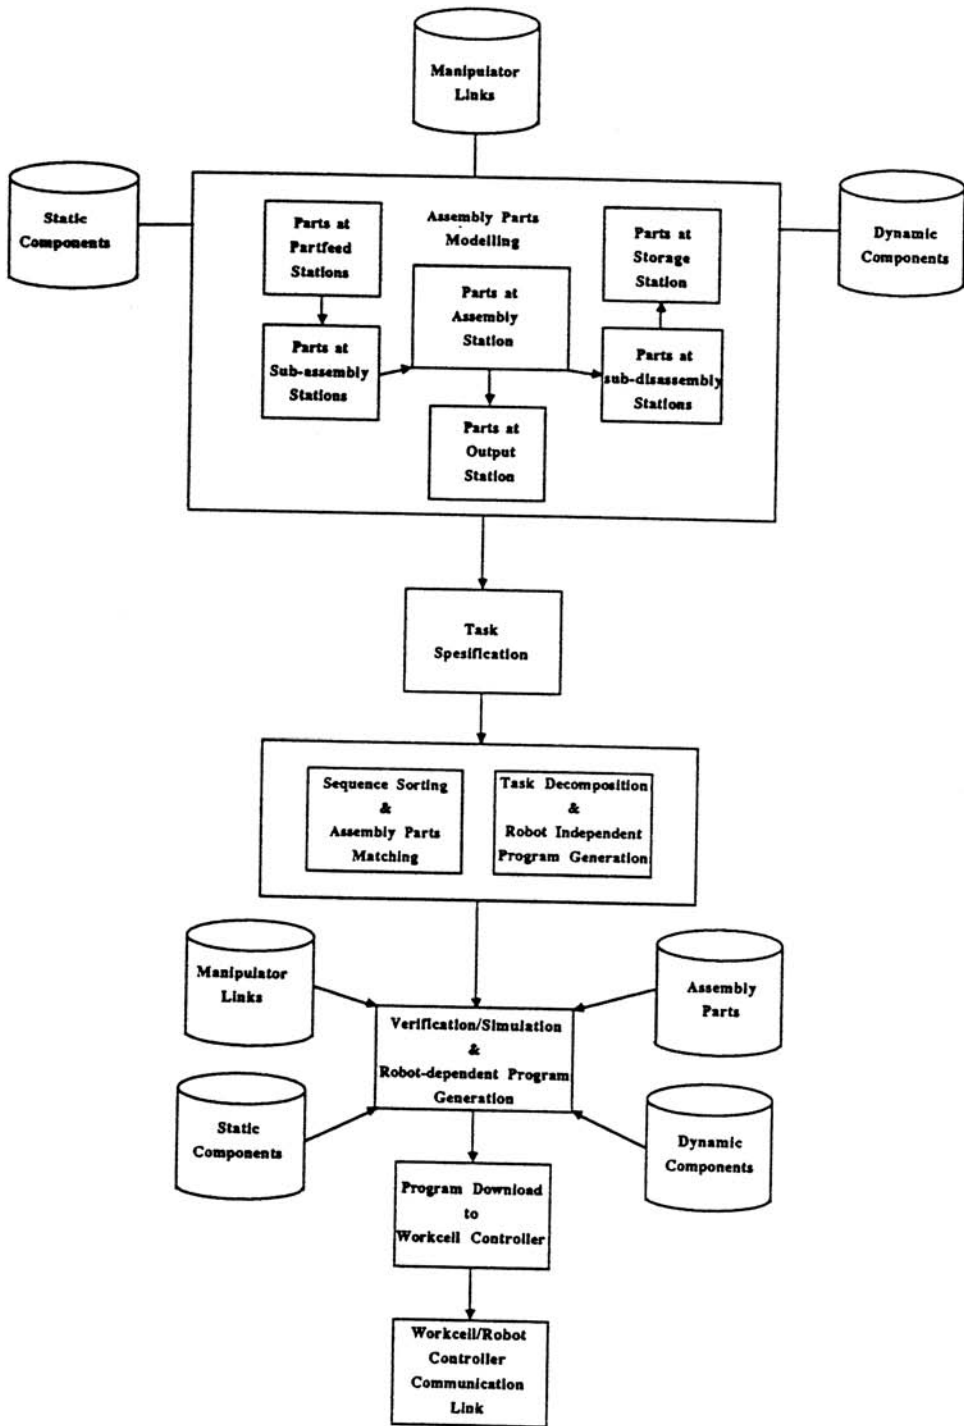 Manipulator
Links
Static
Components
Dynamic
Components
Assembly Parts
Modelling
Parts at
Partfeed
Stations
Parts at
Storage
Station
Parts at
Assembly
Station
Parts at
Sub-assembly
Stations
Parts at
sub-disassembly
Stations
Parts at
Output
Station
Task
Spesification
Sequence Sorting
&
Assembly Parts
Matching
Task Decomposition
&
Robot Independent
Program Generation
Manipulator
Links
Assembly
Parts
Verification/Simulation
&
Robot-dependent Program
Generation
Static
Components
Dynamic
Components
Program Download
to
Workcell Controller
Workcell/Robot
Controller
Communication
Link